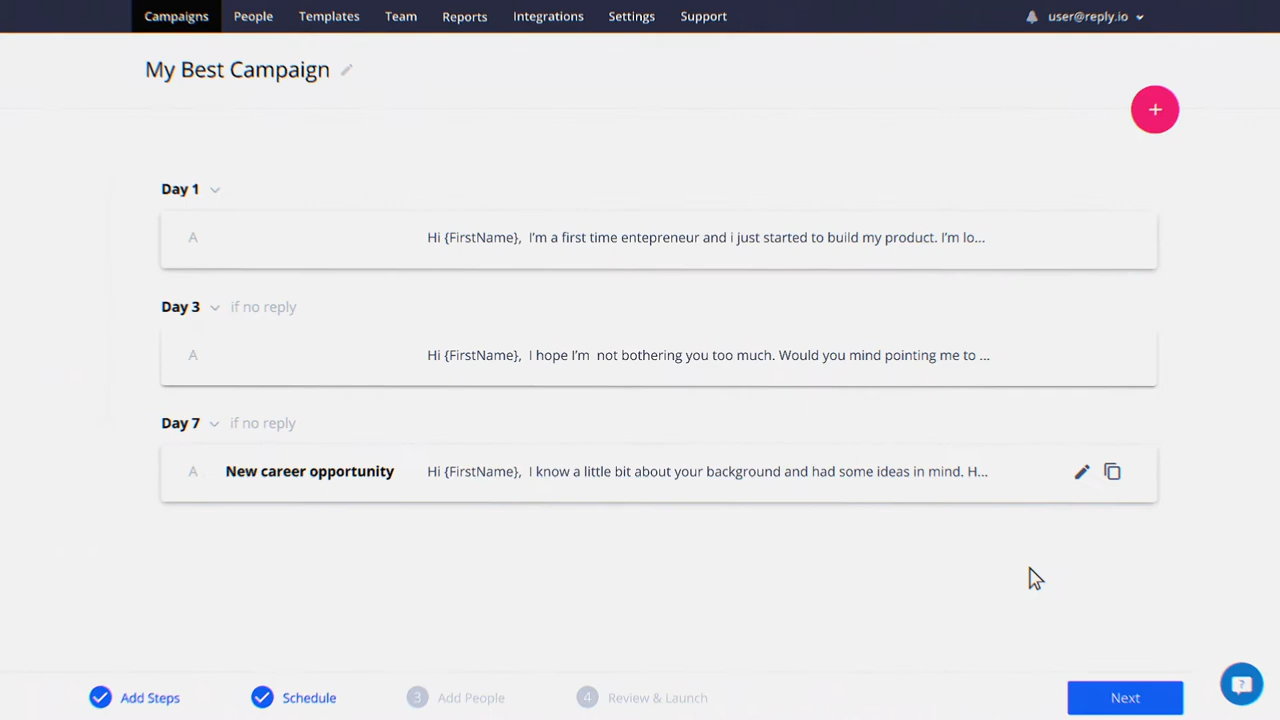 Campaigns People Templates Team Reports Integrations Settings Support user@reply.io
My Best Campaign
+
Day 1
A Hi {FirstName}, I'm a first time entepreneur and i just started to build my product. I'm lo...
Day 3 if no reply
A Hi {FirstName}, I hope I'm not bothering you too much. Would you mind pointing me to ...
Day 7 if no reply
A New career opportunity Hi {FirstName}, I know a little bit about your background and had some ideas in mind. H...
Add Steps Schedule 3 Add People 4 Review & Launch Next ?